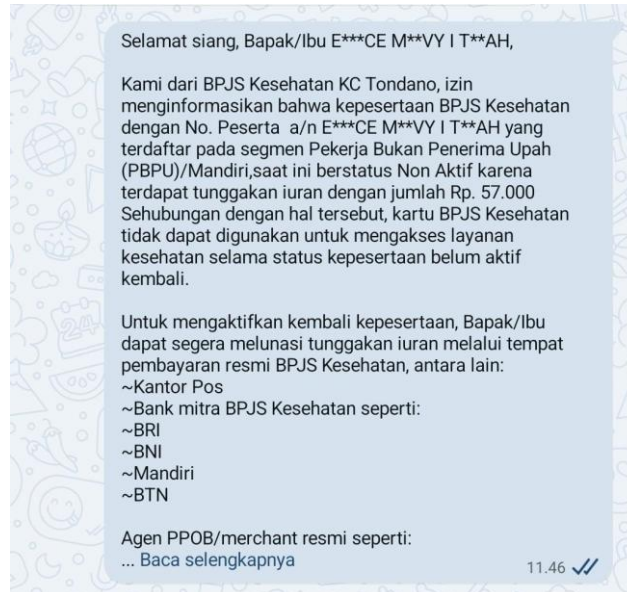 Selamat siang, Bapak/Ibu E***CE M**VY I T**AH,
Kami dari BPJS Kesehatan KC Tondano, izin
menginformasikan bahwa kepesertaan BPJS Kesehatan
dengan No. Peserta  a/n E***CE M**VY I T**AH yang
terdaftar pada segmen Pekerja Bukan Penerima Upah
(PBPU)/Mandiri,saat ini berstatus Non Aktif karena
terdapat tunggakan iuran dengan jumlah Rp. 57.000
Sehubungan dengan hal tersebut, kartu BPJS Kesehatan
tidak dapat digunakan untuk mengakses layanan
kesehatan selama status kepesertaan belum aktif
kembali.
Untuk mengaktifkan kembali kepesertaan, Bapak/Ibu
dapat segera melunasi tunggakan iuran melalui tempat
pembayaran resmi BPJS Kesehatan, antara lain:
~Kantor Pos
~Bank mitra BPJS Kesehatan seperti:
~BRI
~BNI
~Mandiri
~BTN
Agen PPOB/merchant resmi seperti:
... Baca selengkapnya
11.46